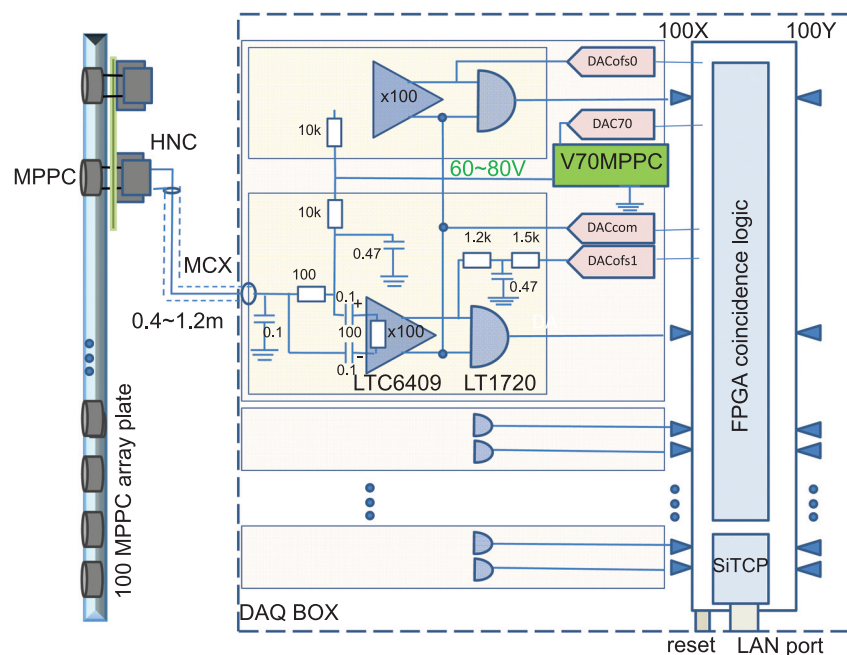 100X
100Y
DACofs0
x100
HNC
10k
DAC70
MPPC
60~80V
V70MPPC
10k
DACcom
MCX
0.47
1.2k
1.5k
DACofs1
100
0.47
0.4~1.2m
0.1
0.1
+
100
x100
0.1
-
LTC6409
LT1720
FPGA coincidence logic
100 MPPC array plate
SiTCP
DAQ BOX
reset
LAN port